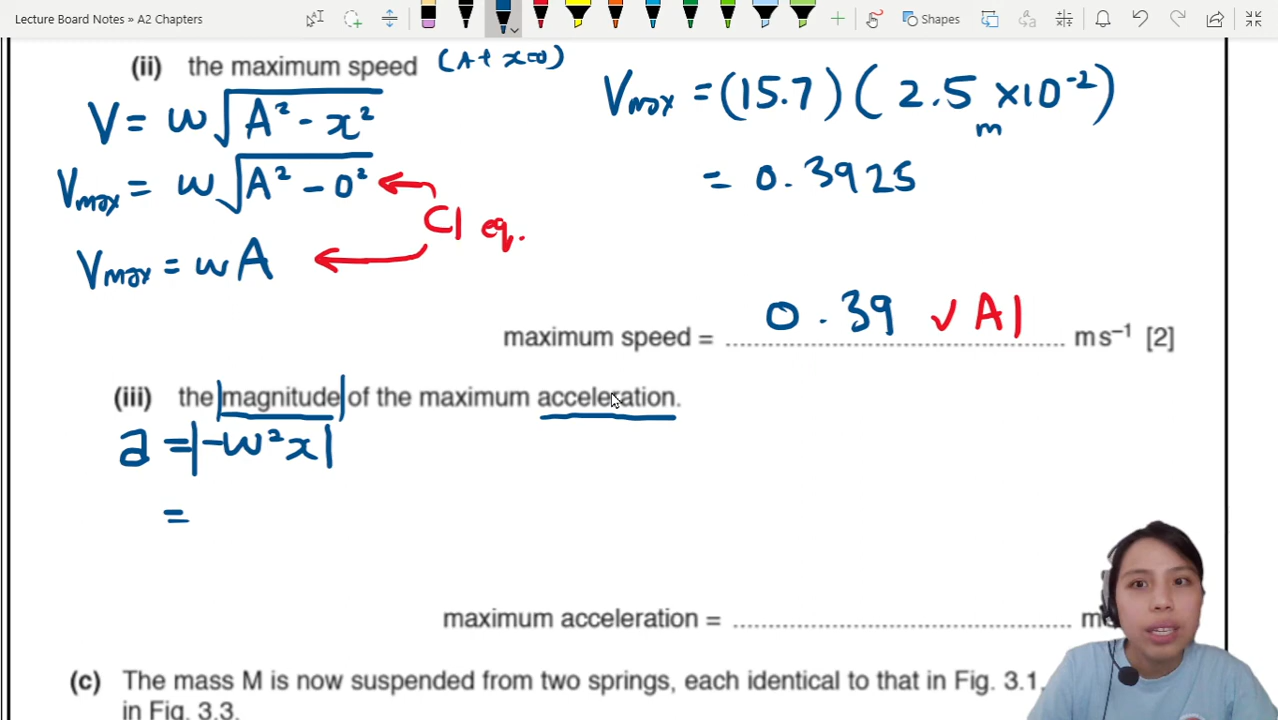 Lecture Board Notes » A2 Chapters
Shapes
(ii) the maximum speed (At x=0)
V = ω√A² - x²
Vmax = ω√A² - 0²
C1 eq.
Vmax = ωA
Vmax = (15.7)(2.5 ×10⁻²)
m
= 0.3925
0.39 ✓ A1
maximum speed = ........................................ m s⁻¹ [2]
(iii) the |magnitude| of the maximum acceleration.
a = |-ω²x|
=
maximum acceleration = ........................................
(c) The mass M is now suspended from two springs, each identical to that in Fig. 3.1,
in Fig. 3.3.